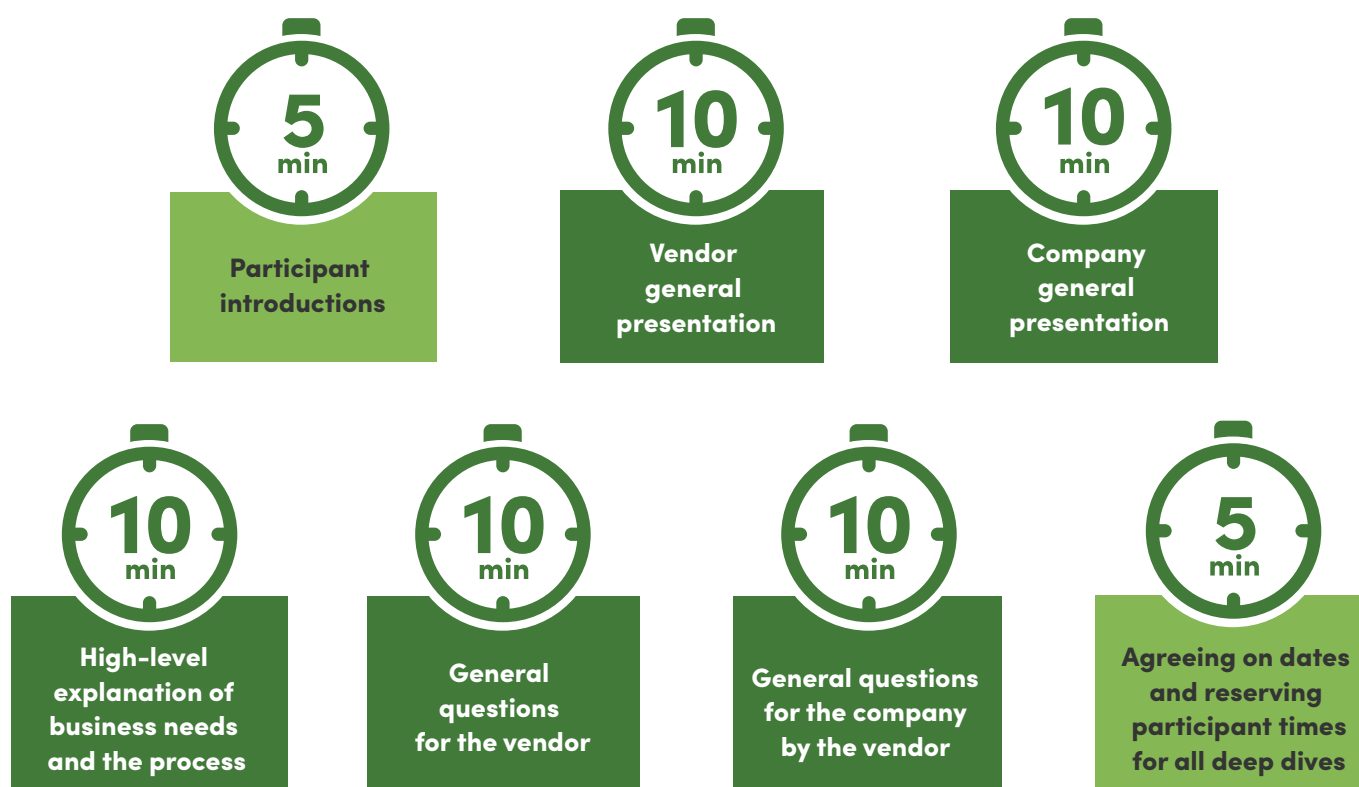 5
min
Participant
introductions
10
min
Vendor
general
presentation
10
min
Company
general
presentation
10
min
High-level
explanation of
business needs
and the process
10
min
General
questions
for the vendor
10
min
General questions
for the company
by the vendor
5
min
Agreeing on dates
and reserving
participant times
for all deep dives